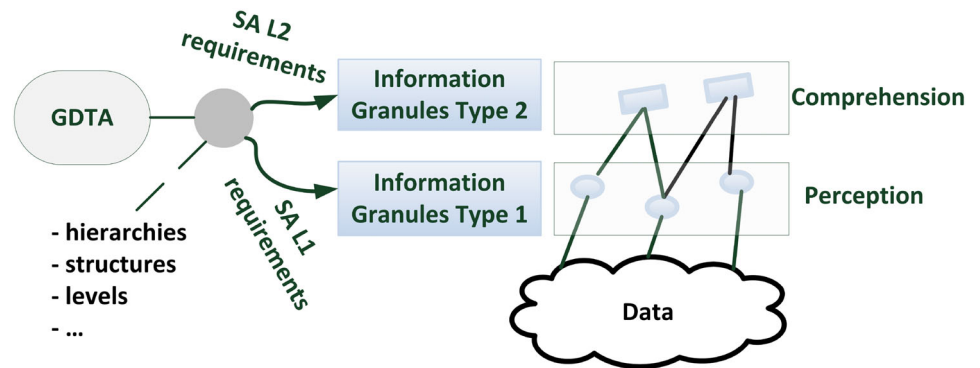 SA L2
requirements
GDTA
Information
Granules Type 2
Comprehension
Information
Granules Type 1
Perception
SA L1
requirements
- hierarchies
- structures
- levels
- ...
Data